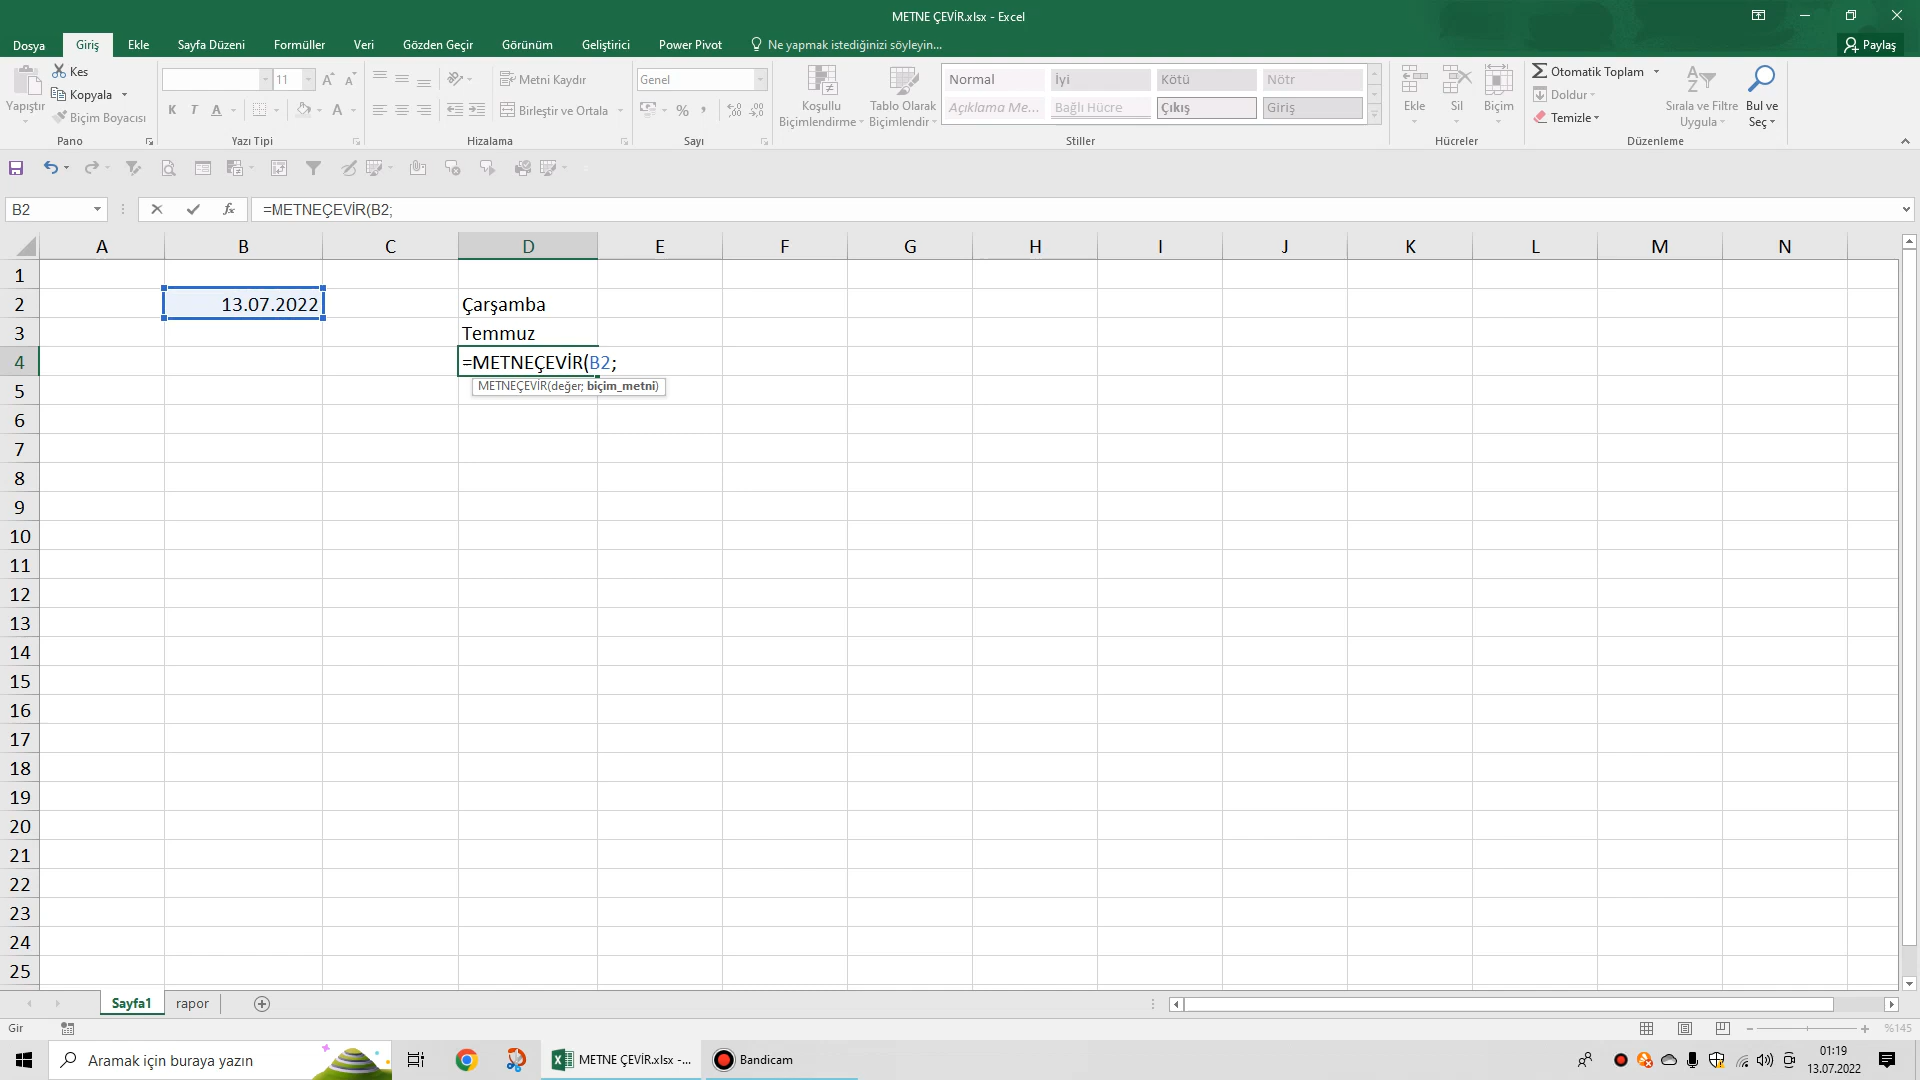 METNE ÇEVİR.xlsx - Excel
Dosya Giriş Ekle Sayfa Düzeni Formüller Veri Gözden Geçir Görünüm Geliştirici Power Pivot Ne yapmak istediğinizi söyleyin... Paylaş
Yapıştır
Kes
Kopyala
Biçim Boyacısı
Pano
11
K T A
Yazı Tipi
Metni Kaydır
Birleştir ve Ortala
Hizalama
Genel
%
Sayı
Koşullu
Biçimlendirme
Tablo Olarak
Biçimlendir
Normal İyi Kötü Nötr
Açıklama Me... Bağlı Hücre Çıkış Giriş
Stiller
Ekle Sil Biçim
Hücreler
Otomatik Toplam
Doldur
Temizle
Sırala ve Filtre
Uygula
Bul ve
Seç
Düzenleme
B2 fx =METNEÇEVİR(B2;
A B C D E F G H I J K L M N
1
2 13.07.2022 Çarşamba
3 Temmuz
4 =METNEÇEVİR(B2;
METNEÇEVİR(değer; biçim_metni)
5
6
7
8
9
10
11
12
13
14
15
16
17
18
19
20
21
22
23
24
25
Sayfa1 rapor
Gir %145
Aramak için buraya yazın METNE ÇEVİR.xlsx -... Bandicam 01:19
13.07.2022